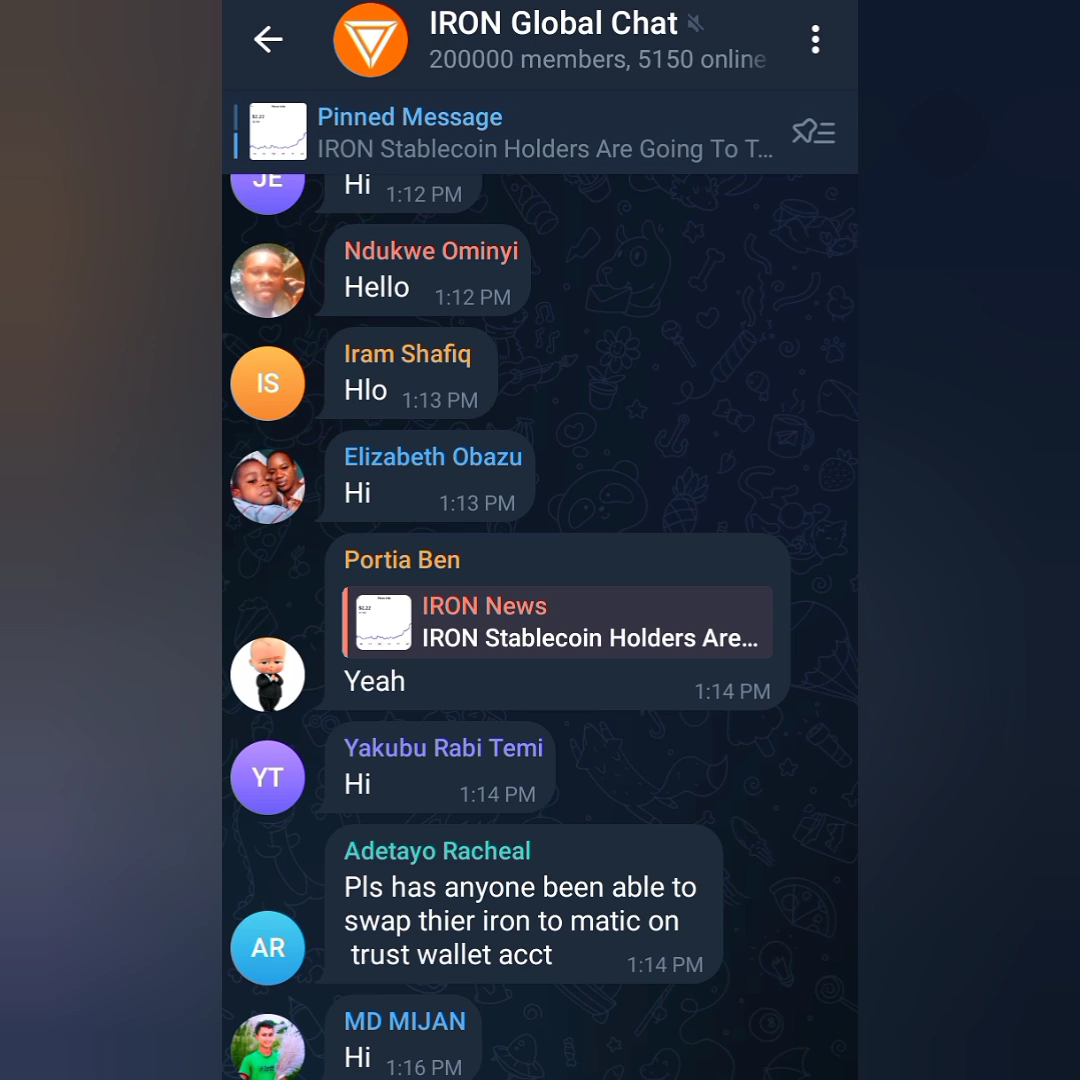 IRON Global Chat
200000 members, 5150 online
Pinned Message
IRON Stablecoin Holders Are Going To T...
$2,22
JE
Hi 1:12 PM
Ndukwe Ominyi
Hello 1:12 PM
IS
Iram Shafiq
Hlo 1:13 PM
Elizabeth Obazu
Hi 1:13 PM
Portia Ben
$2,22
IRON News
IRON Stablecoin Holders Are...
Yeah 1:14 PM
YT
Yakubu Rabi Temi
Hi 1:14 PM
Adetayo Racheal
Pls has anyone been able to
swap thier iron to matic on
trust wallet acct 1:14 PM
AR
MD MIJAN
Hi 1:16 PM